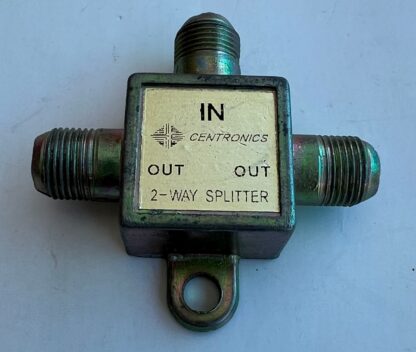 IN
CENTRONICS
OUT OUT
2-WAY SPLITTER